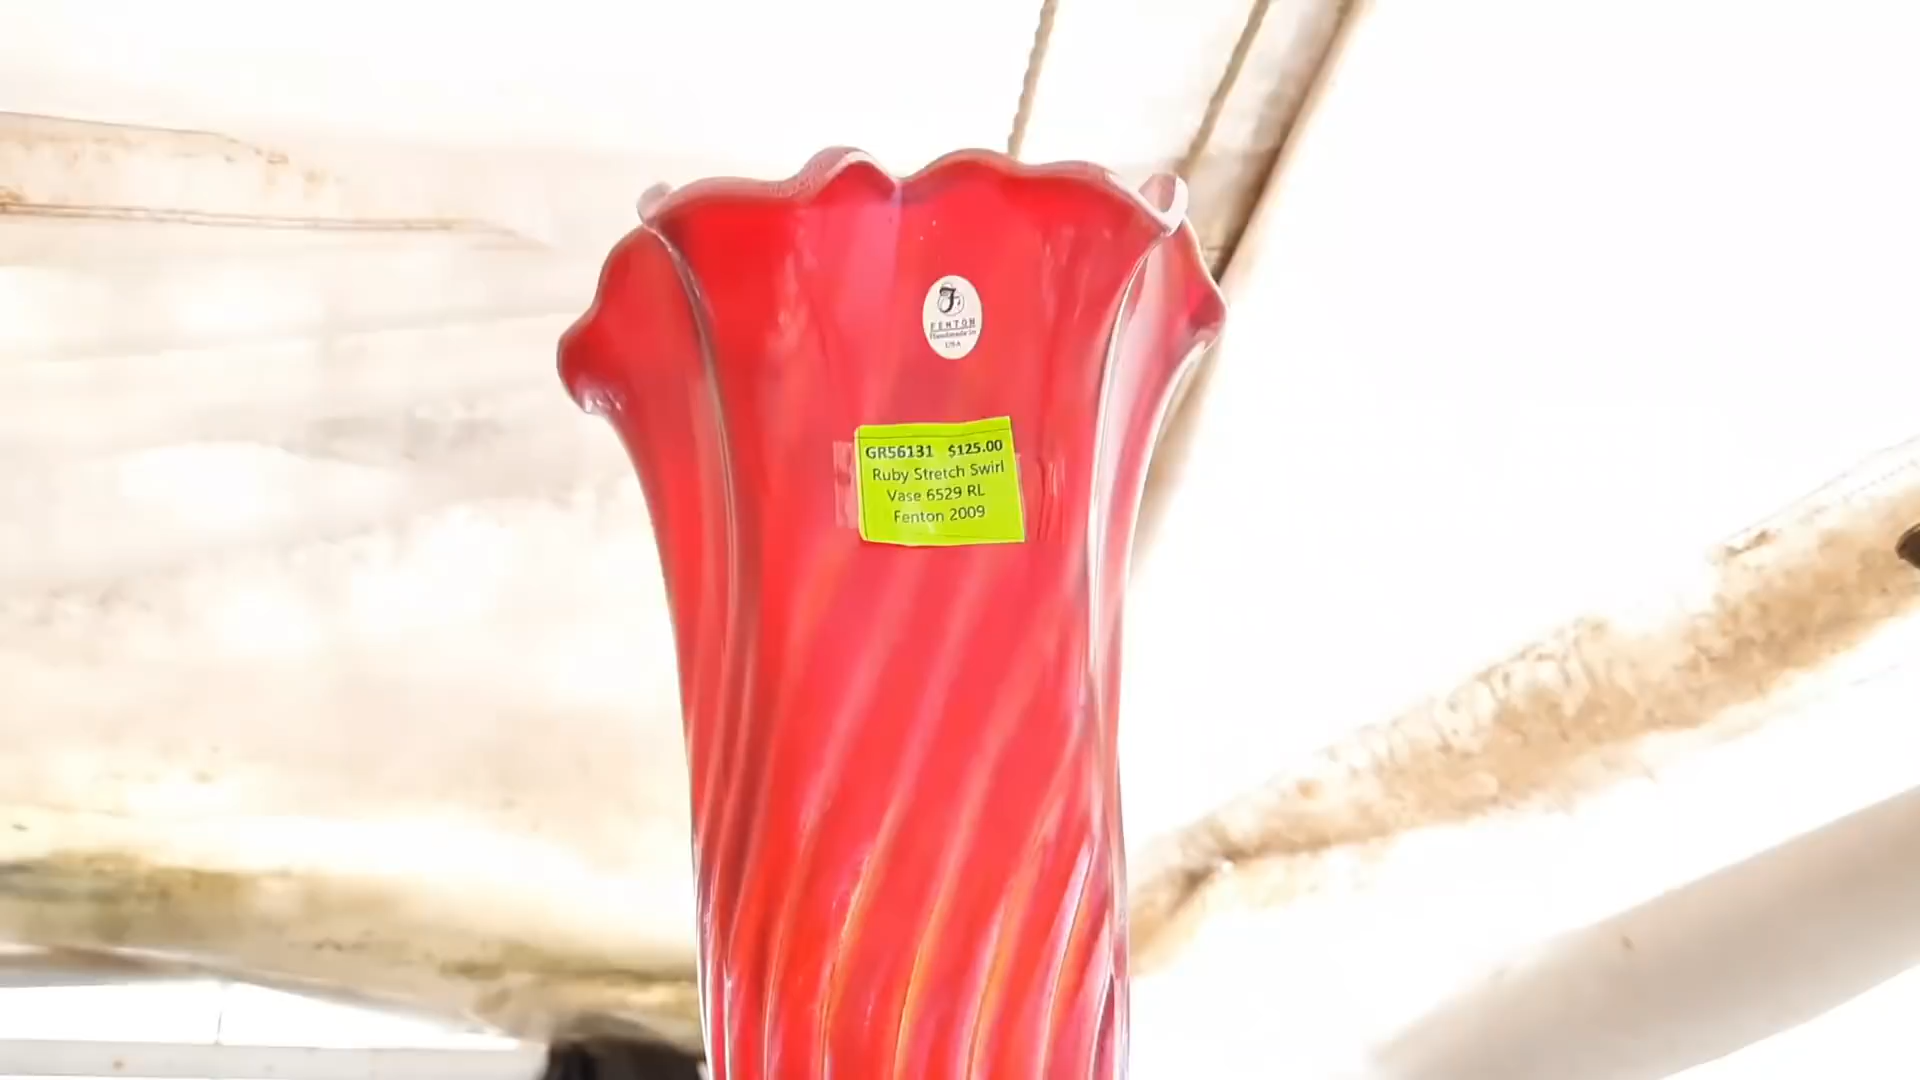 F
FENTON
Handmade in
USA
GR56131 $125.00
Ruby Stretch Swirl
Vase 6529 RL
Fenton 2009